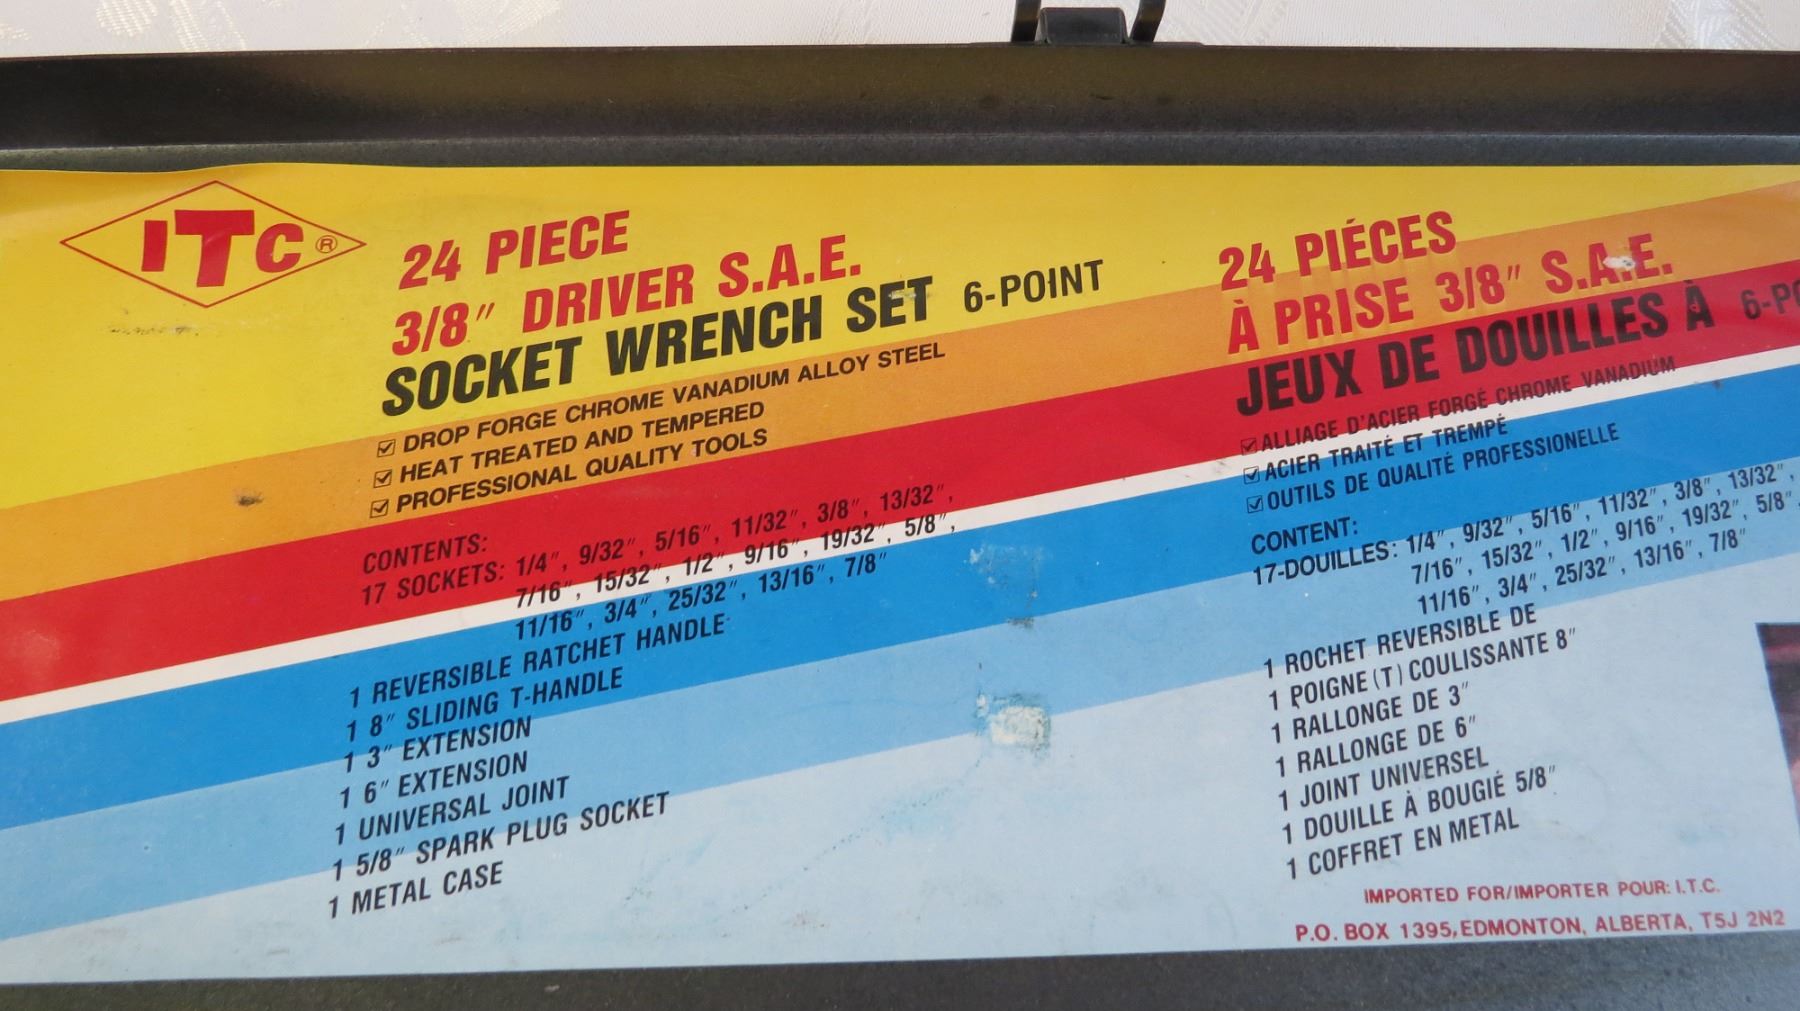 ITC®
24 PIECE
3/8" DRIVER S.A.E.
SOCKET WRENCH SET 6-POINT
☑ DROP FORGE CHROME VANADIUM ALLOY STEEL
☑ HEAT TREATED AND TEMPERED
☑ PROFESSIONAL QUALITY TOOLS
CONTENTS:
17 SOCKETS: 1/4", 9/32", 5/16", 11/32", 3/8", 13/32",
7/16", 15/32", 1/2", 9/16", 19/32", 5/8",
11/16", 3/4", 25/32", 13/16", 7/8"
1 REVERSIBLE RATCHET HANDLE
1 8" SLIDING T-HANDLE
1 3" EXTENSION
1 6" EXTENSION
1 UNIVERSAL JOINT
1 5/8" SPARK PLUG SOCKET
1 METAL CASE
24 PIÉCES
À PRISE 3/8" S.A.E.
JEUX DE DOUILLES À
☑ ALLIAGE D'ACIER FORGÉ CHROME VANADIUM
☑ ACIER TRAITÉ ET TREMPÉ
☑ OUTILS DE QUALITÉ PROFESSIONELLE
CONTENT:
17-DOUILLES: 1/4", 9/32", 5/16", 11/32", 3/8", 13/32",
7/16", 15/32", 1/2", 9/16", 19/32", 5/8",
11/16", 3/4", 25/32", 13/16", 7/8"
1 ROCHET REVERSIBLE DE
1 POIGNE (T) COULISSANTE 8"
1 RALLONGE DE 3"
1 RALLONGE DE 6"
1 JOINT UNIVERSEL
1 DOUILLE À BOUGIÉ 5/8"
1 COFFRET EN METAL
IMPORTED FOR/IMPORTER POUR: I.T.C.
P.O. BOX 1395, EDMONTON, ALBERTA, T5J 2N2